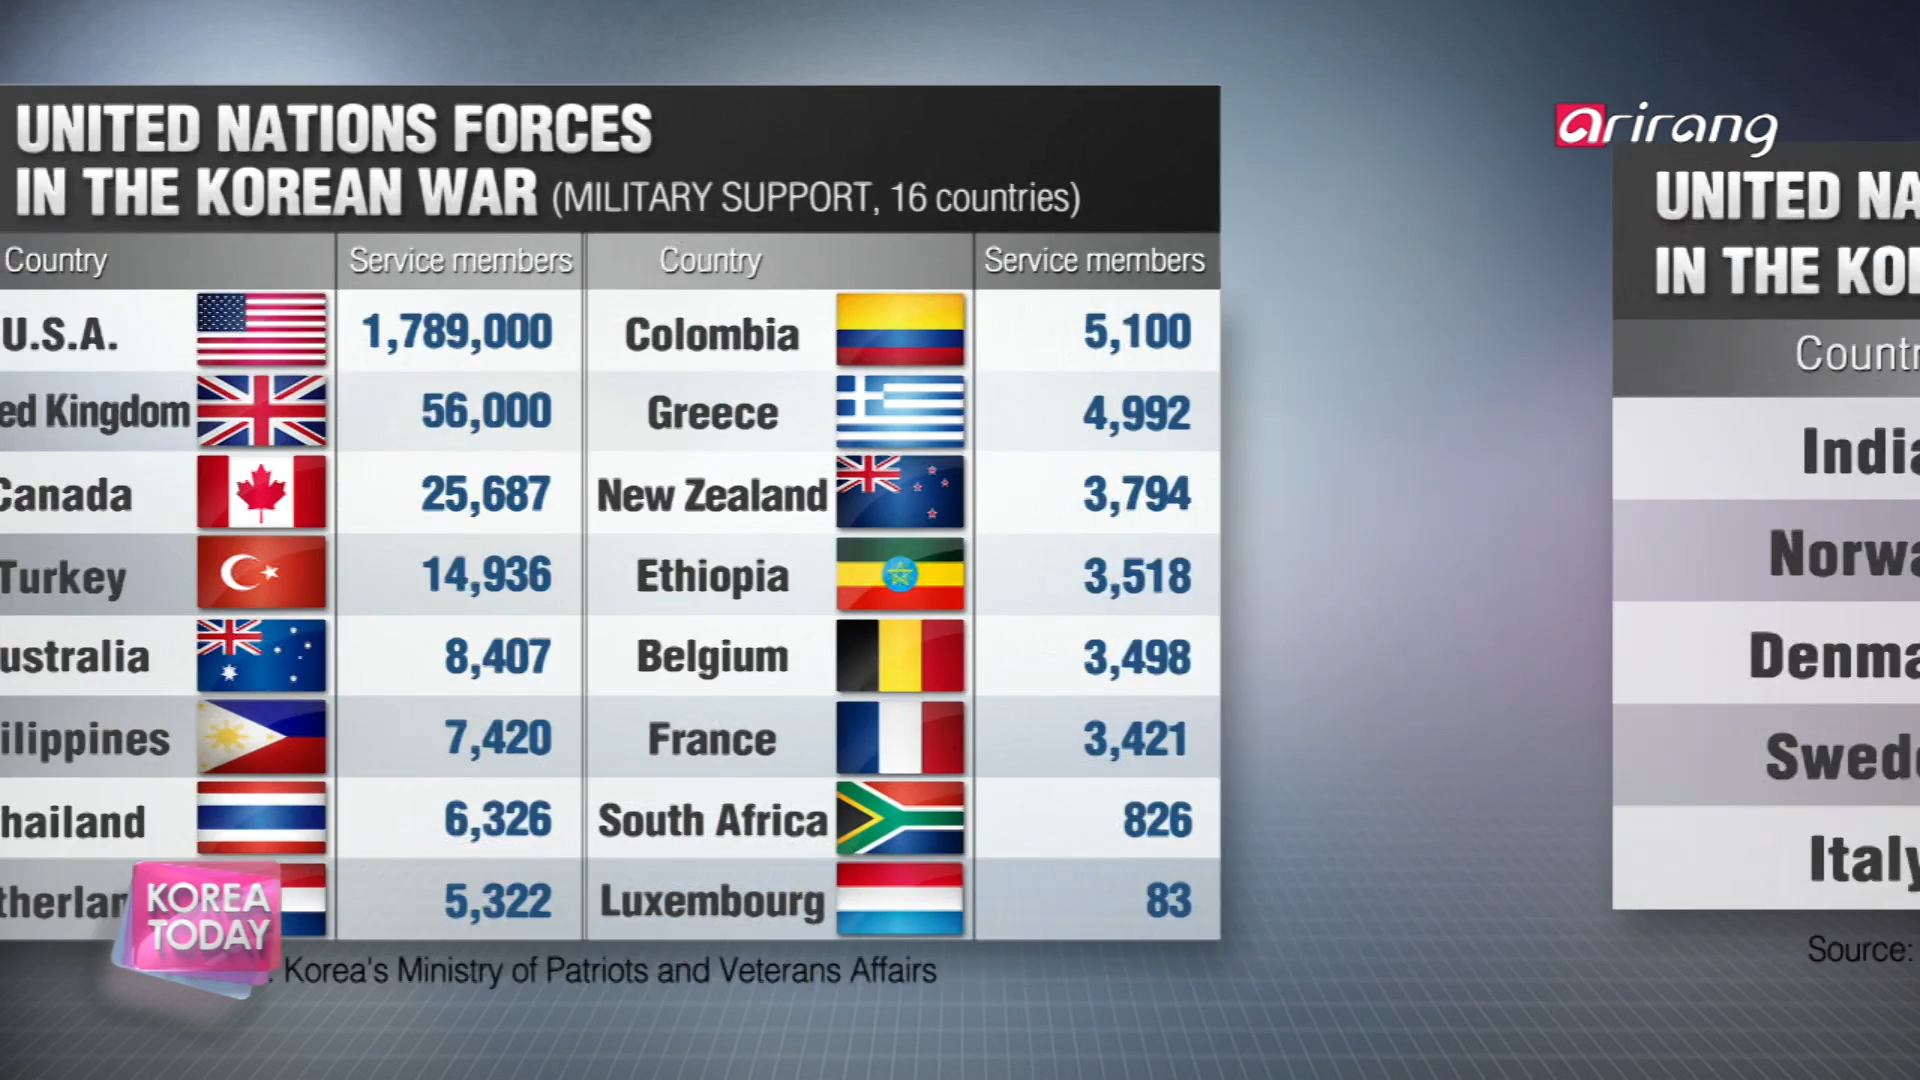 UNITED NATIONS FORCES
IN THE KOREAN WAR (MILITARY SUPPORT, 16 countries)
Country Service members Country Service members
U.S.A. 1,789,000 Colombia 5,100
ed Kingdom 56,000 Greece 4,992
Canada 25,687 New Zealand 3,794
Turkey 14,936 Ethiopia 3,518
ustralia 8,407 Belgium 3,498
ilippines 7,420 France 3,421
hailand 6,326 South Africa 826
therlan 5,322 Luxembourg 83
Korea's Ministry of Patriots and Veterans Affairs
KOREA
TODAY
arirang
UNITED NA
IN THE KO
Countr
India
Norwa
Denma
Swede
Italy
Source: